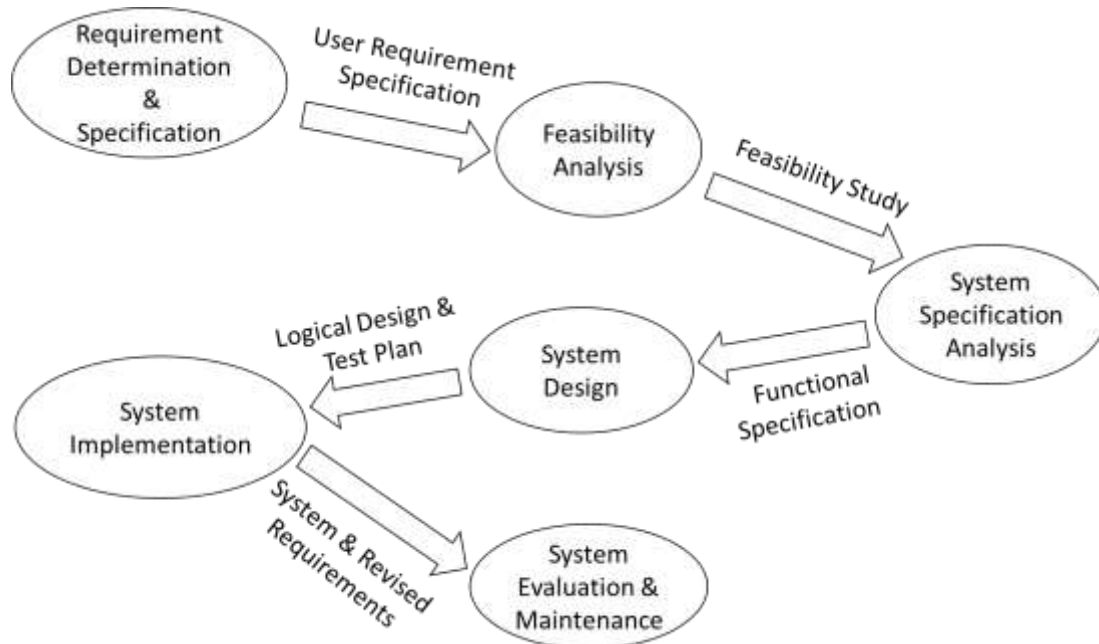 Requirement
Determination
&
Specification
User Requirement
Specification
Feasibility
Analysis
Feasibility Study
System
Specification
Analysis
Functional
Specification
System
Design
Logical Design &
Test Plan
System
Implementation
System & Revised
Requirements
System
Evaluation &
Maintenance